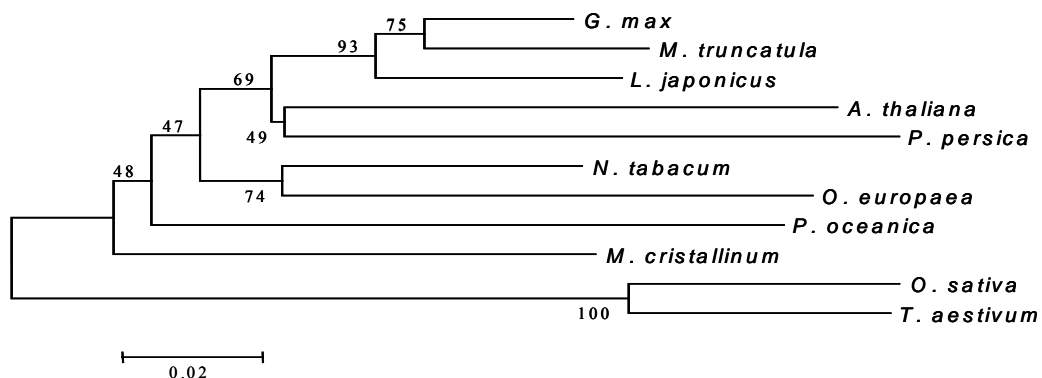 75
G. max
93
M. truncatula
69
L. japonicus
A. thaliana
47
49
P. persica
48
N. tabacum
74
O. europaea
P. oceanica
M. cristallinum
O. sativa
100
T. aestivum
0.02